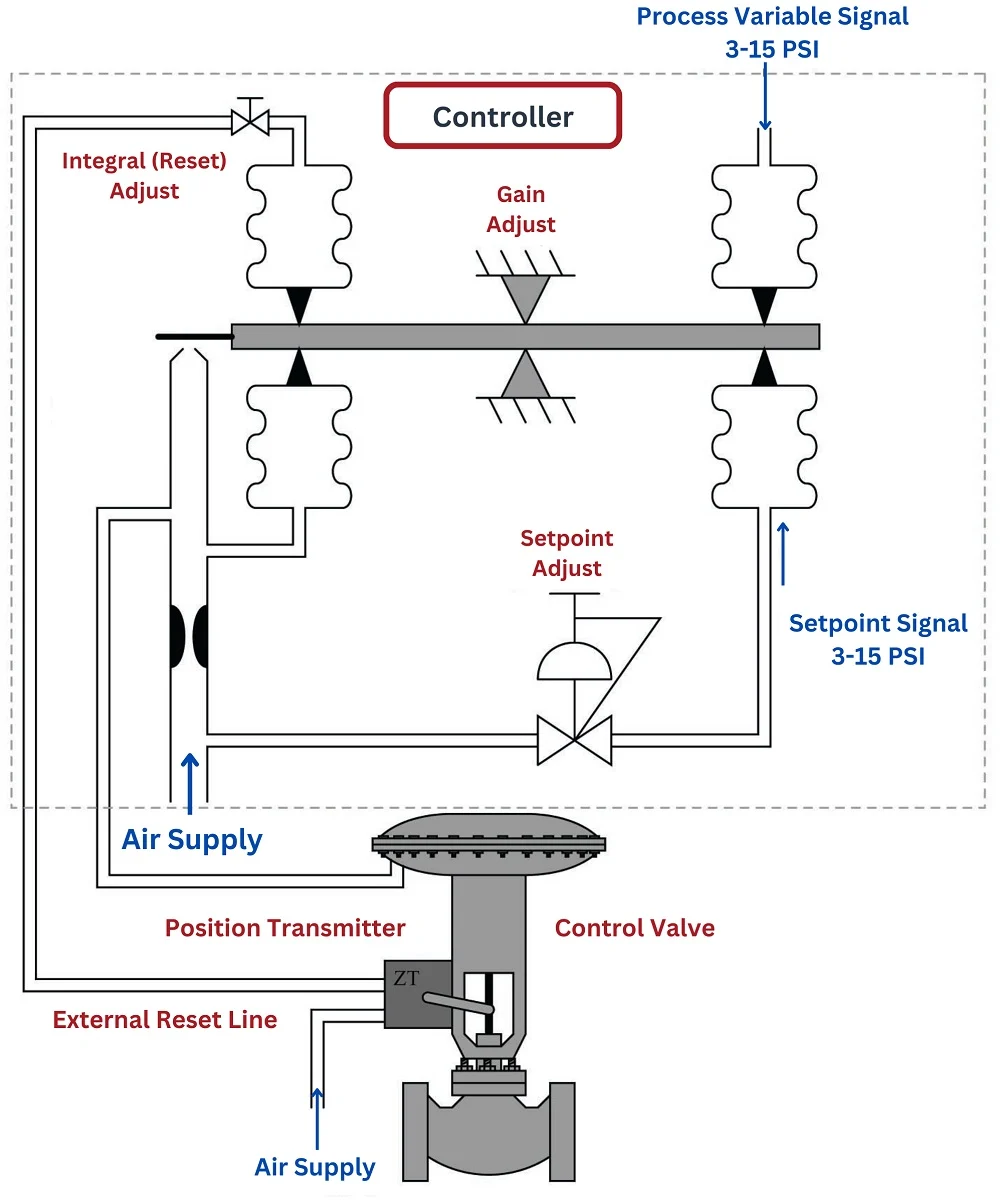 Process Variable Signal
3-15 PSI
Controller
Integral (Reset)
Adjust
Gain
Adjust
Setpoint
Adjust
Setpoint Signal
3-15 PSI
Air Supply
Position Transmitter
Control Valve
ZT
External Reset Line
Air Supply